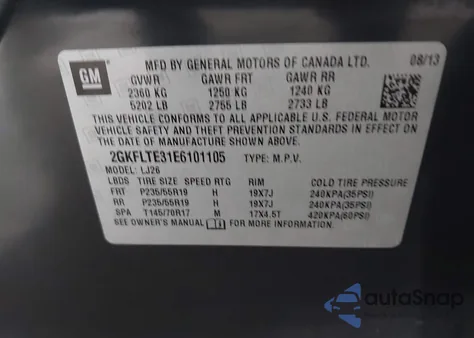 GM
MFD BY GENERAL MOTORS OF CANADA LTD. 08/13
GVWR GAWR FRT GAWR RR
2360 KG 1250 KG 1240 KG
5202 LB 2755 LB 2733 LB
THIS VEHICLE CONFORMS TO ALL APPLICABLE U.S. FEDERAL MOTOR
VEHICLE SAFETY AND THEFT PREVENTION STANDARDS IN EFFECT ON
THE DATE OF MANUFACTURE SHOWN ABOVE.
2GKFLTE31E6101105 TYPE: M.P.V.
MODEL: LJ26
LBDS TIRE SIZE SPEED RTG RIM COLD TIRE PRESSURE
FRT P235/55R19 H 19X7J 240KPA(35PSI)
RR P235/55R19 H 19X7J 240KPA(35PSI)
SPA T145/70R17 M 17X4.5T 420KPA(60PSI)
SEE OWNER'S MANUAL FOR ADDITIONAL INFORMATION.
autoSnap